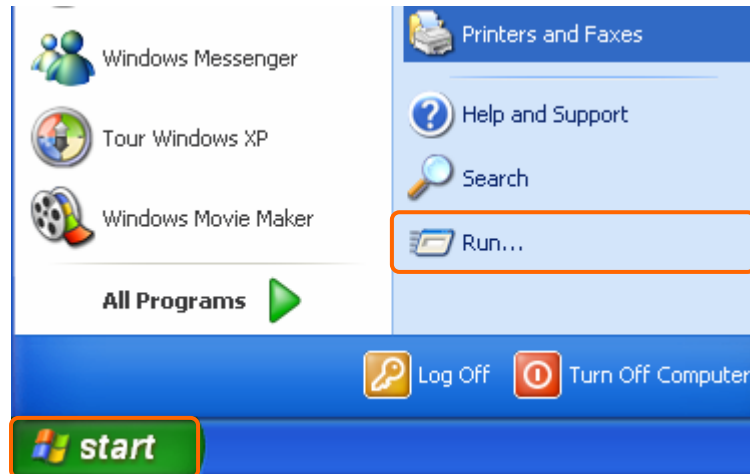 Windows Messenger
Tour Windows XP
Windows Movie Maker
All Programs
Printers and Faxes
Help and Support
Search
Run...
Log Off
Turn Off Computer
start